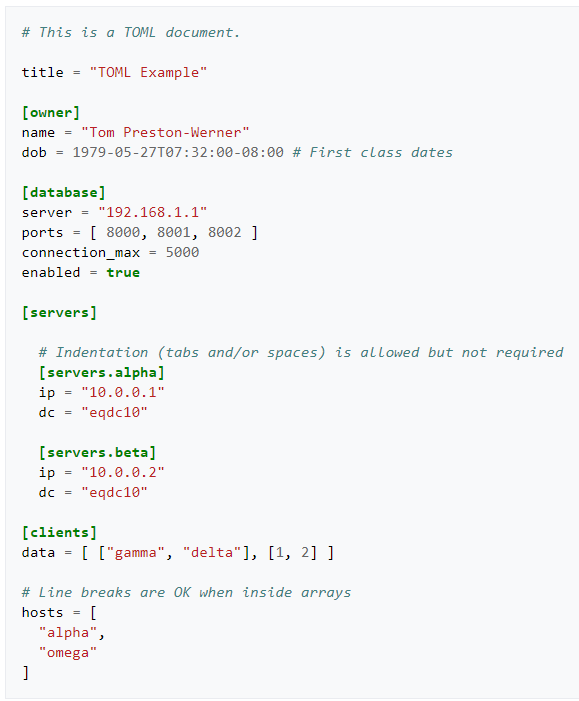 # This is a TOML document.

title = "TOML Example"

[owner]
name = "Tom Preston-Werner"
dob = 1979-05-27T07:32:00-08:00 # First class dates

[database]
server = "192.168.1.1"
ports = [ 8000, 8001, 8002 ]
connection_max = 5000
enabled = true

[servers]

  # Indentation (tabs and/or spaces) is allowed but not required
  [servers.alpha]
  ip = "10.0.0.1"
  dc = "eqdc10"

  [servers.beta]
  ip = "10.0.0.2"
  dc = "eqdc10"

[clients]
data = [ ["gamma", "delta"], [1, 2] ]

# Line breaks are OK when inside arrays
hosts = [
  "alpha",
  "omega"
]